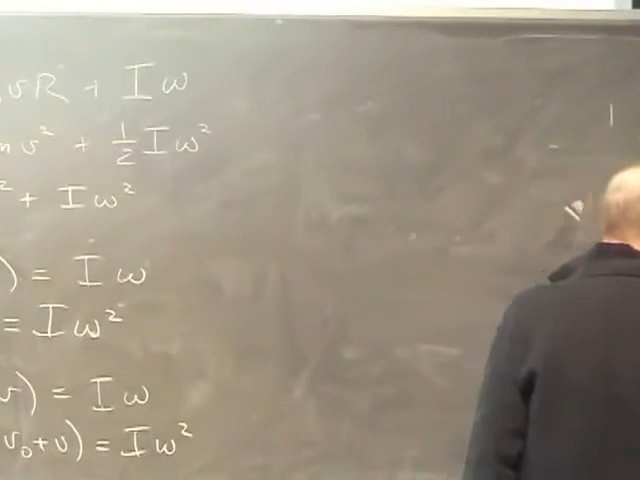 vR + Iω
mv² + ½Iω²
² + Iω²
) = Iω
= Iω²
v) = Iω
v₀+v) = Iω²